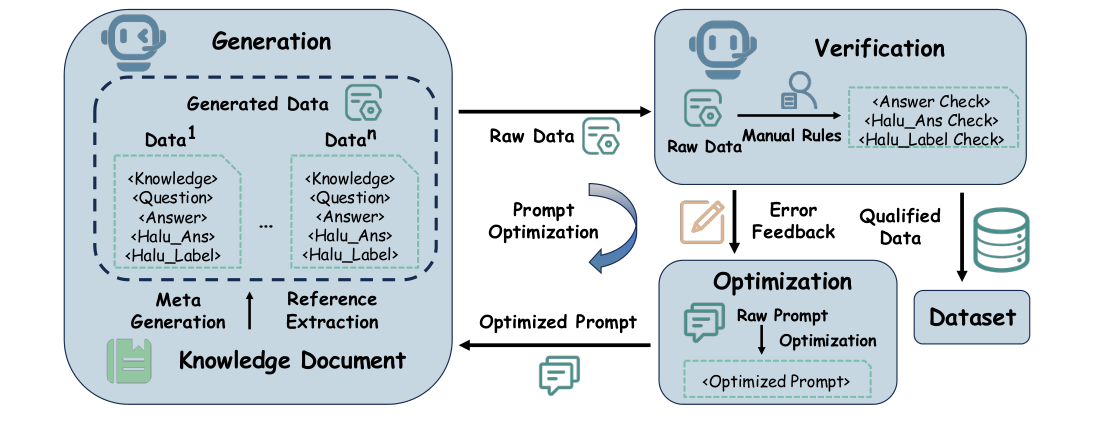 Generation
Generated Data
Data1
Datan
<Knowledge>
<Question>
<Answer>
<Halu_Ans>
<Halu_Label>
...
<Knowledge>
<Question>
<Answer>
<Halu_Ans>
<Halu_Label>
Meta
Generation
Reference
Extraction
Knowledge Document
Raw Data
Prompt
Optimization
Optimized Prompt
Verification
Raw Data
Manual Rules
<Answer Check>
<Halu_Ans Check>
<Halu_Label Check>
Error
Feedback
Qualified
Data
Optimization
Raw Prompt
Optimization
<Optimized Prompt>
Dataset